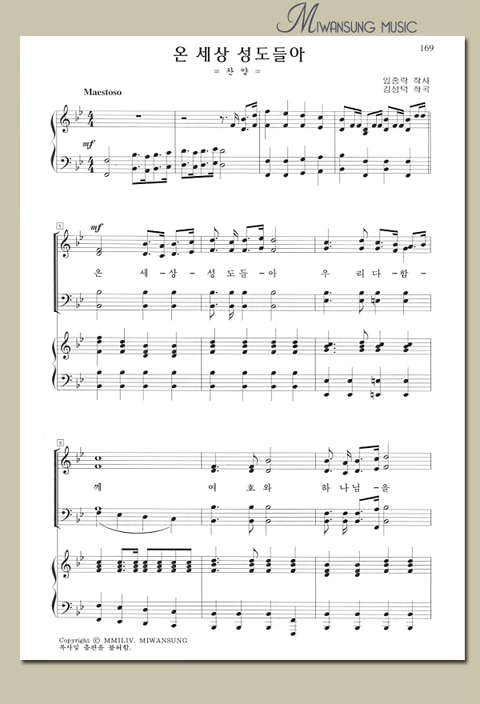 MIWANSUNG MUSIC
169
온 세상 성도들아
= 찬 양 =
임종락 작사
김성덕 작곡
Maestoso
mf
5
mf
온 세 - 상 - 성 도 들 - 아 우 리 다 - 함 -
8
께 여 호 와 하 나 님 - 을
Copyright ⓒ MMII.IV. MIWANSUNG
복사및 출판을 불허함.